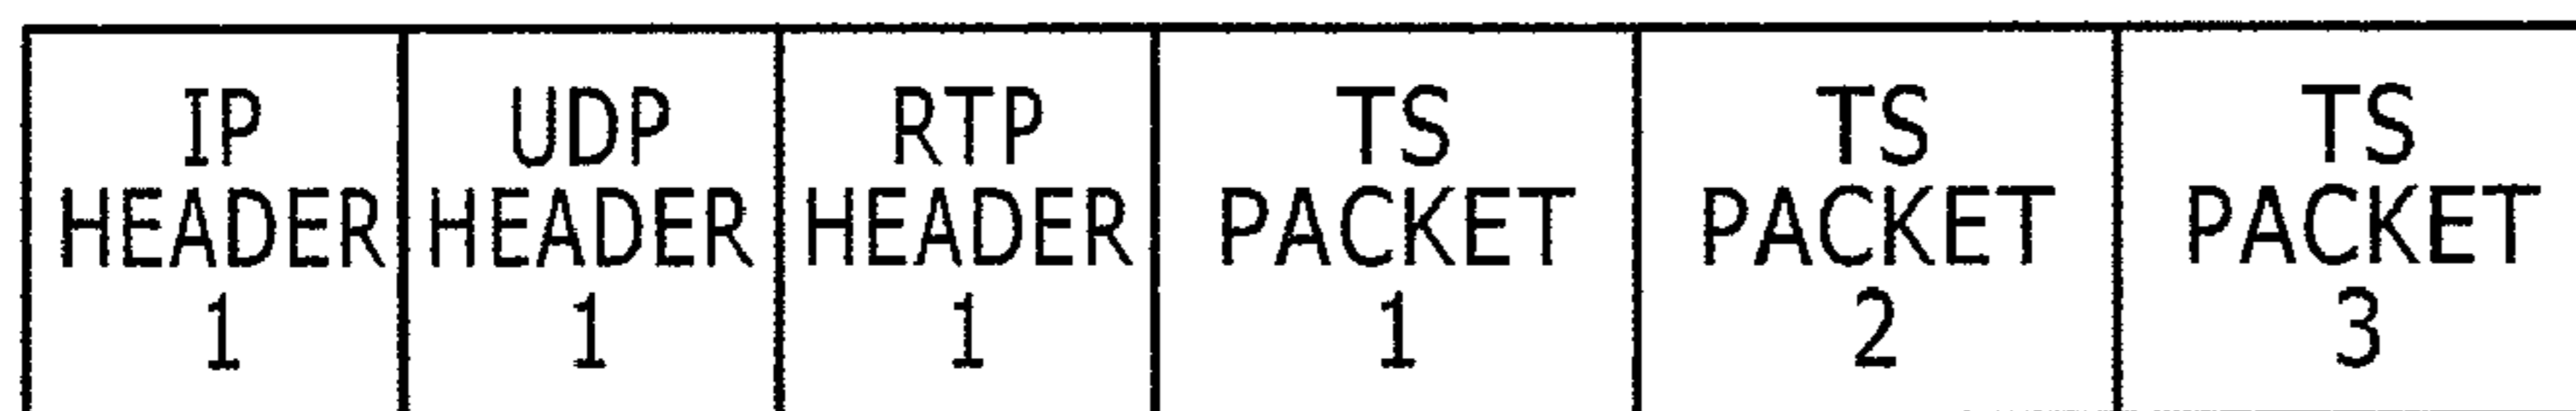 IP
HEADER
1
UDP
HEADER
1
RTP
HEADER
1
TS
PACKET
1
TS
PACKET
2
TS
PACKET
3